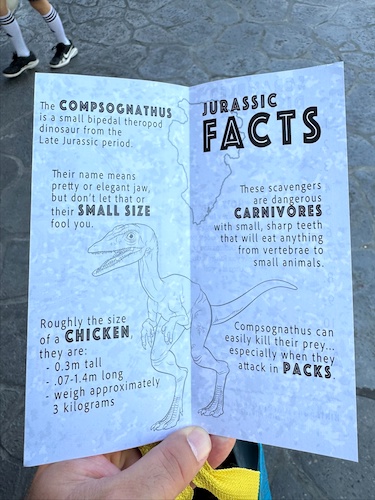 The COMPSOGNATHUS
is a small bipedal theropod
dinosaur from the
Late Jurassic period.
Their name means
pretty or elegant jaw,
but don't let that or
their SMALL SIZE
fool you.
Roughly the size
of a CHICKEN,
they are:
- 0.3m tall
- .07-1.4m long
- weigh approximately
3 kilograms
JURASSIC
FACTS
These scavengers
are dangerous
CARNIVORES
with small, sharp teeth
that will eat anything
from vertebrae to
small animals.
Compsognathus can
easily kill their prey...
especially when they
attack in PACKS.